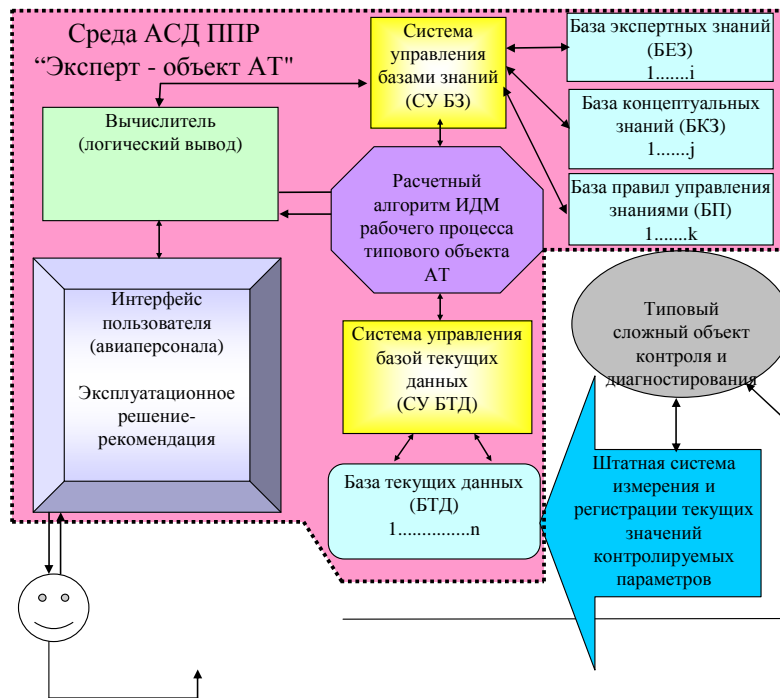 Среда АСД ППР
“Эксперт - объект АТ"
Система
управления
базами знаний
(СУ БЗ)
База экспертных знаний
(БЕЗ)
1.......i
База концептуальных
знаний (БКЗ)
1.......j
База правил управления
знаниями (БП)
1.......k
Вычислитель
(логический вывод)
Расчетный
алгоритм ИДМ
рабочего процесса
типового объекта
АТ
Интерфейс
пользователя
(авиаперсонала)
Эксплуатационное
решение-
рекомендация
Система управления
базой текущих
данных
(СУ БТД)
База текущих данных
(БТД)
1...............n
Типовый
сложный объект
контроля и
диагностирования
Штатная система
измерения и
регистрации текущих
значений
контролируемых
параметров